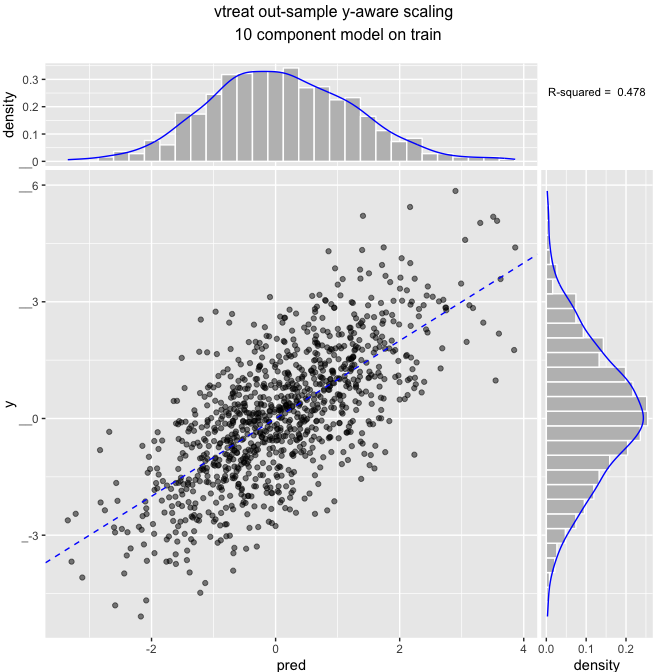 vtreat out-sample y-aware scaling
10 component model on train
density
0.3
0.2
0.1
0
R-squared = 0.478
y
6
3
0
-3
-2
0
2
4
pred
0.0
0.1
0.2
density